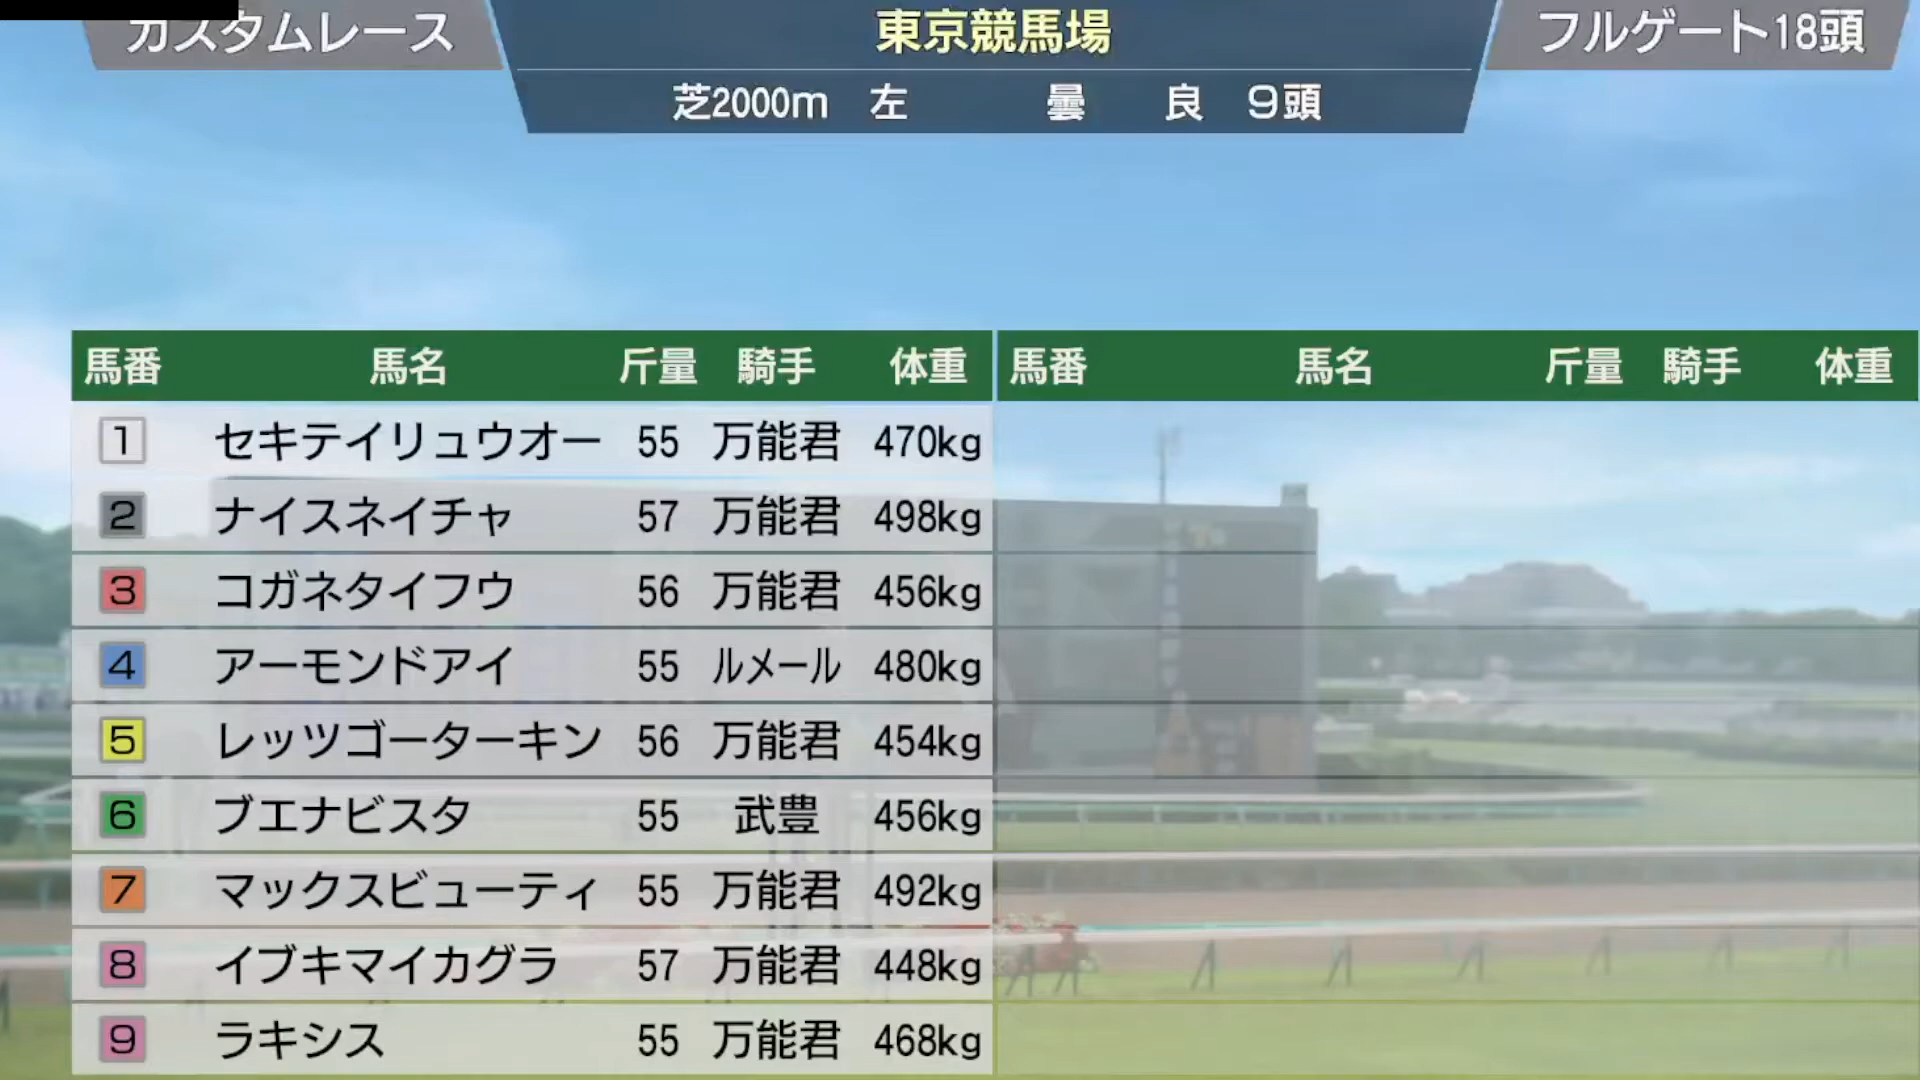 カスタムレース 東京競馬場 フルゲート18頭
芝2000m 左 曇 良 9頭
馬番 馬名 斤量 騎手 体重 馬番 馬名 斤量 騎手 体重
1 セキテイリュウオー 55 万能君 470kg
2 ナイスネイチャ 57 万能君 498kg
3 コガネタイフウ 56 万能君 456kg
4 アーモンドアイ 55 ルメール 480kg
5 レッツゴーターキン 56 万能君 454kg
6 ブエナビスタ 55 武豊 456kg
7 マックスビューティ 55 万能君 492kg
8 イブキマイカグラ 57 万能君 448kg
9 ラキシス 55 万能君 468kg